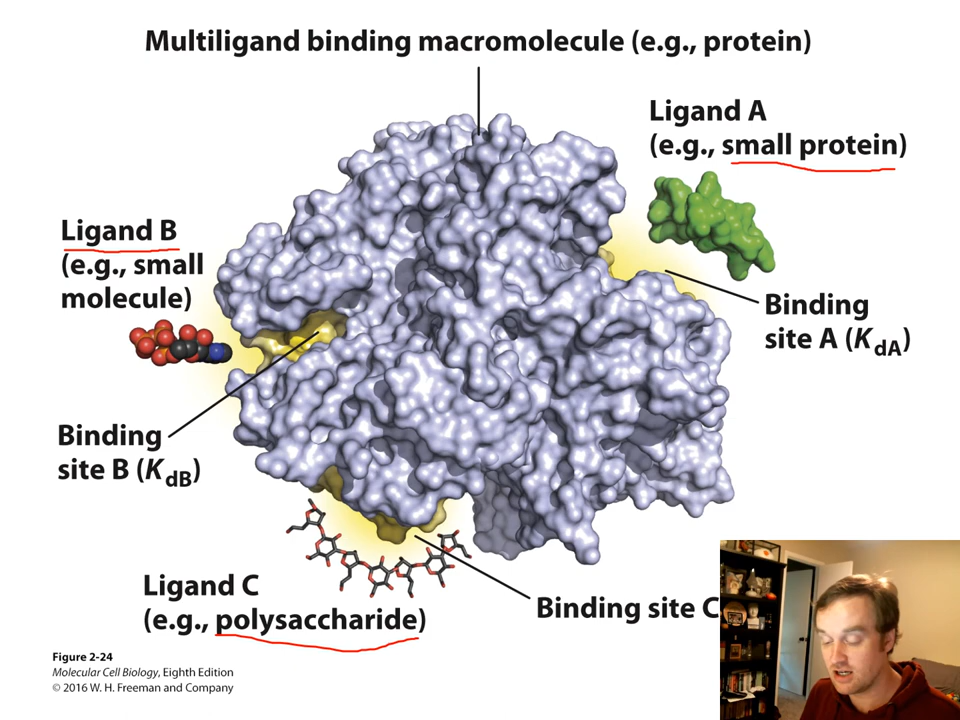 Multiligand binding macromolecule (e.g., protein)
Ligand A
(e.g., small protein)
Ligand B
(e.g., small
molecule)
Binding
site A (KdA)
Binding
site B (KdB)
Ligand C
(e.g., polysaccharide)
Binding site C
Figure 2-24
Molecular Cell Biology, Eighth Edition
© 2016 W. H. Freeman and Company